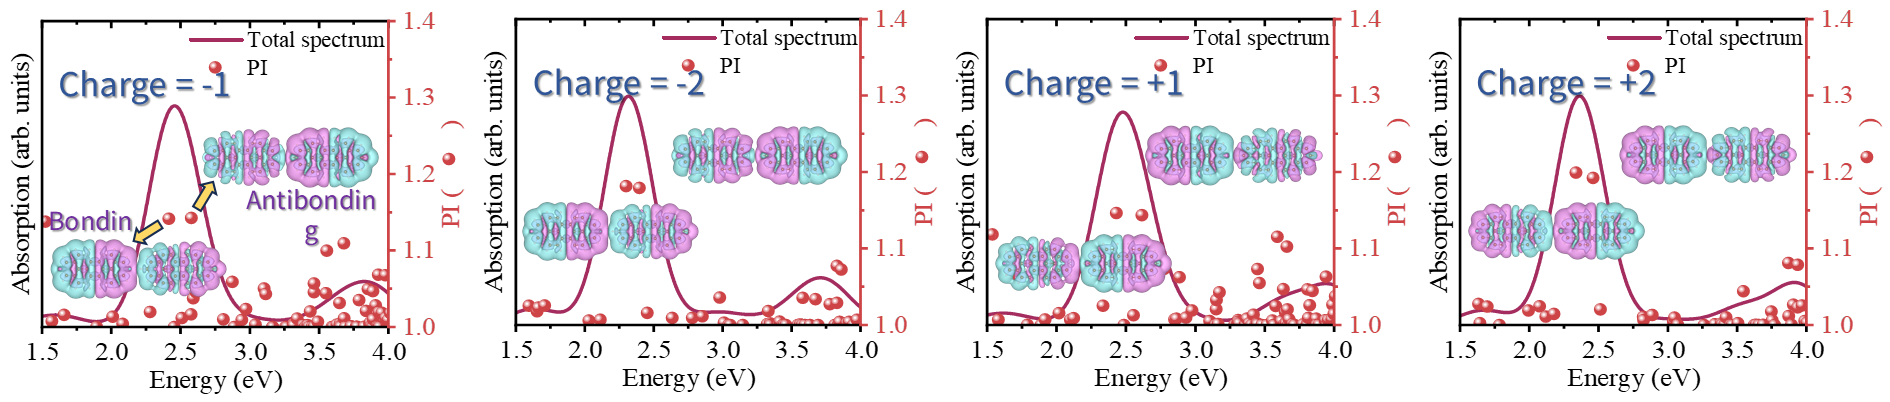 Total spectrum
PI
Charge = -1
Bondin
Antibondin
g
Absorption (arb. units)
1.5 2.0 2.5 3.0 3.5 4.0
Energy (eV)
1.4
1.3
1.2
1.1
1.0
PI ( )
Total spectrum
PI
Charge = -2
Absorption (arb. units)
1.5 2.0 2.5 3.0 3.5 4.0
Energy (eV)
1.4
1.3
1.2
1.1
1.0
PI ( )
Total spectrum
PI
Charge = +1
Absorption (arb. units)
1.5 2.0 2.5 3.0 3.5 4.0
Energy (eV)
1.4
1.3
1.2
1.1
1.0
PI ( )
Total spectrum
PI
Charge = +2
Absorption (arb. units)
1.5 2.0 2.5 3.0 3.5 4.0
Energy (eV)
1.4
1.3
1.2
1.1
1.0
PI ( )